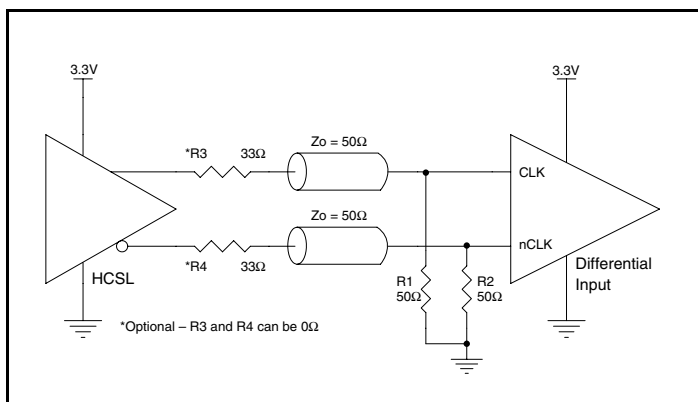 3.3V
3.3V
*R3 33Ω
Zo = 50Ω
CLK
Zo = 50Ω
nCLK
*R4 33Ω
HCSL
R1
50Ω
R2
50Ω
Differential
Input
*Optional – R3 and R4 can be 0Ω